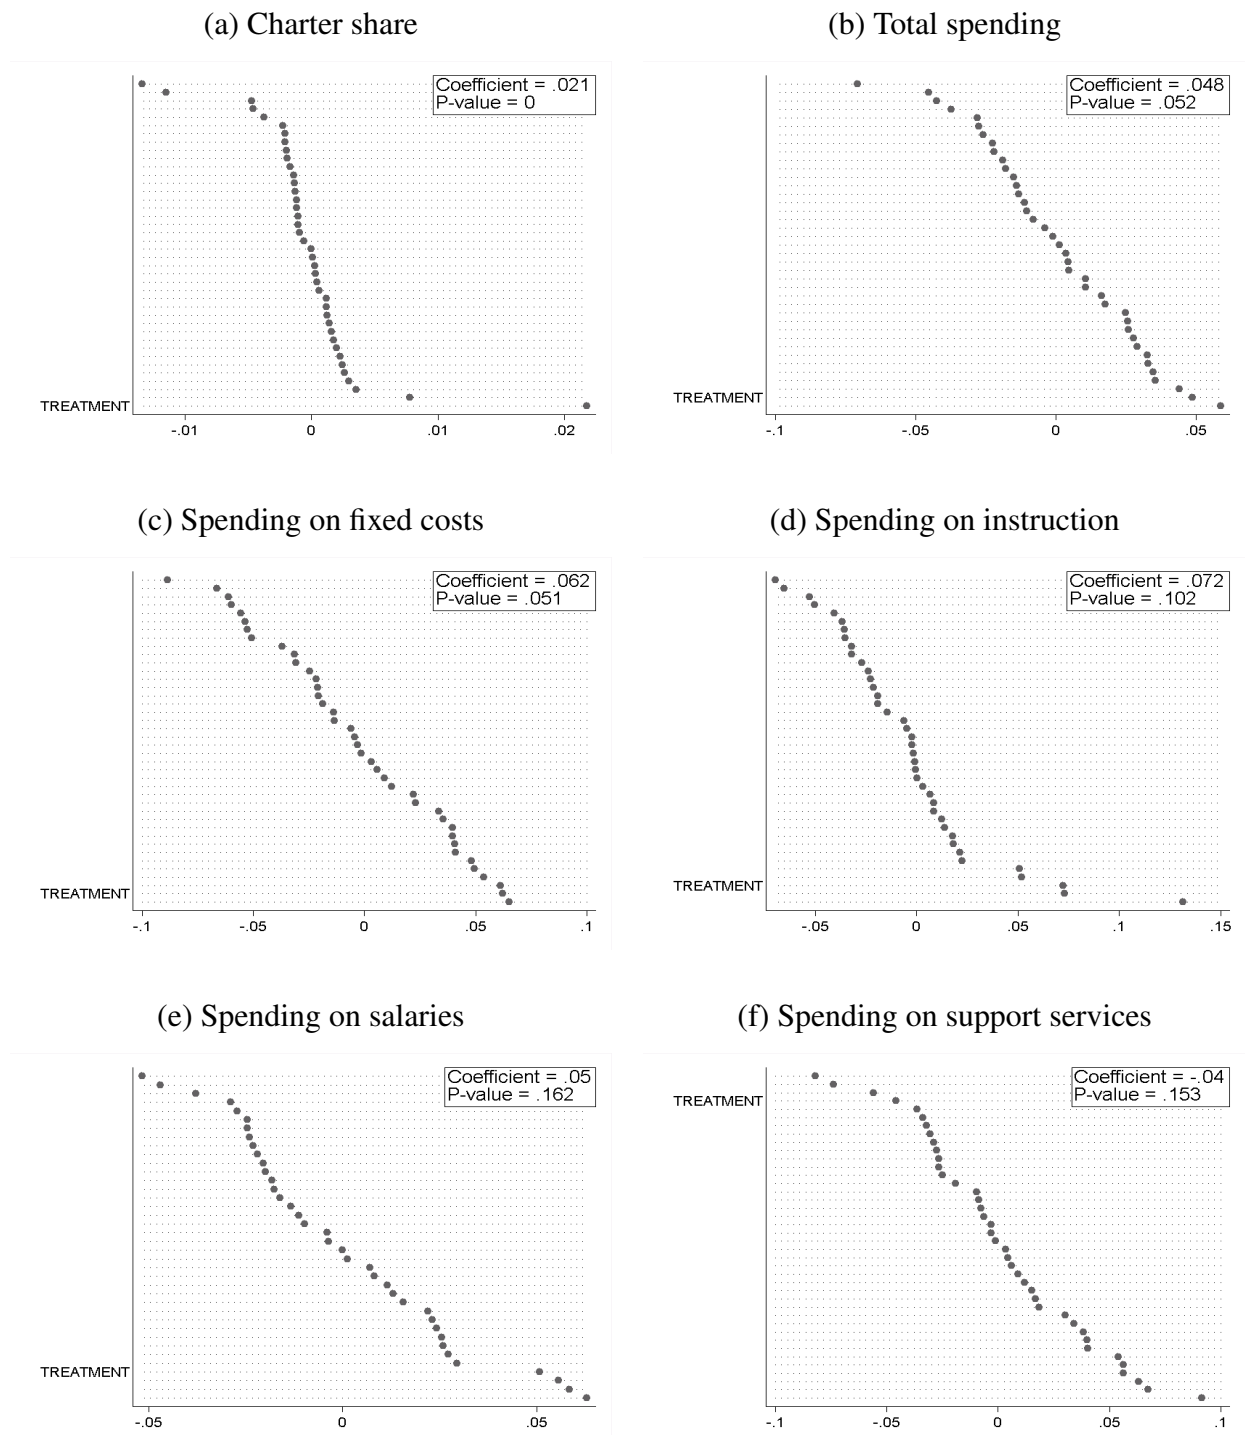 (a) Charter share
Coefficient = .021
P-value = 0
TREATMENT
-.01 0 .01 .02
(b) Total spending
Coefficient = .048
P-value = .052
TREATMENT
-.1 -.05 0 .05
(c) Spending on fixed costs
Coefficient = .062
P-value = .051
TREATMENT
-.1 -.05 0 .05 .1
(d) Spending on instruction
Coefficient = .072
P-value = .102
TREATMENT
-.05 0 .05 .1 .15
(e) Spending on salaries
Coefficient = .05
P-value = .162
TREATMENT
-.05 0 .05
(f) Spending on support services
Coefficient = -.04
P-value = .153
TREATMENT
-.1 -.05 0 .05 .1